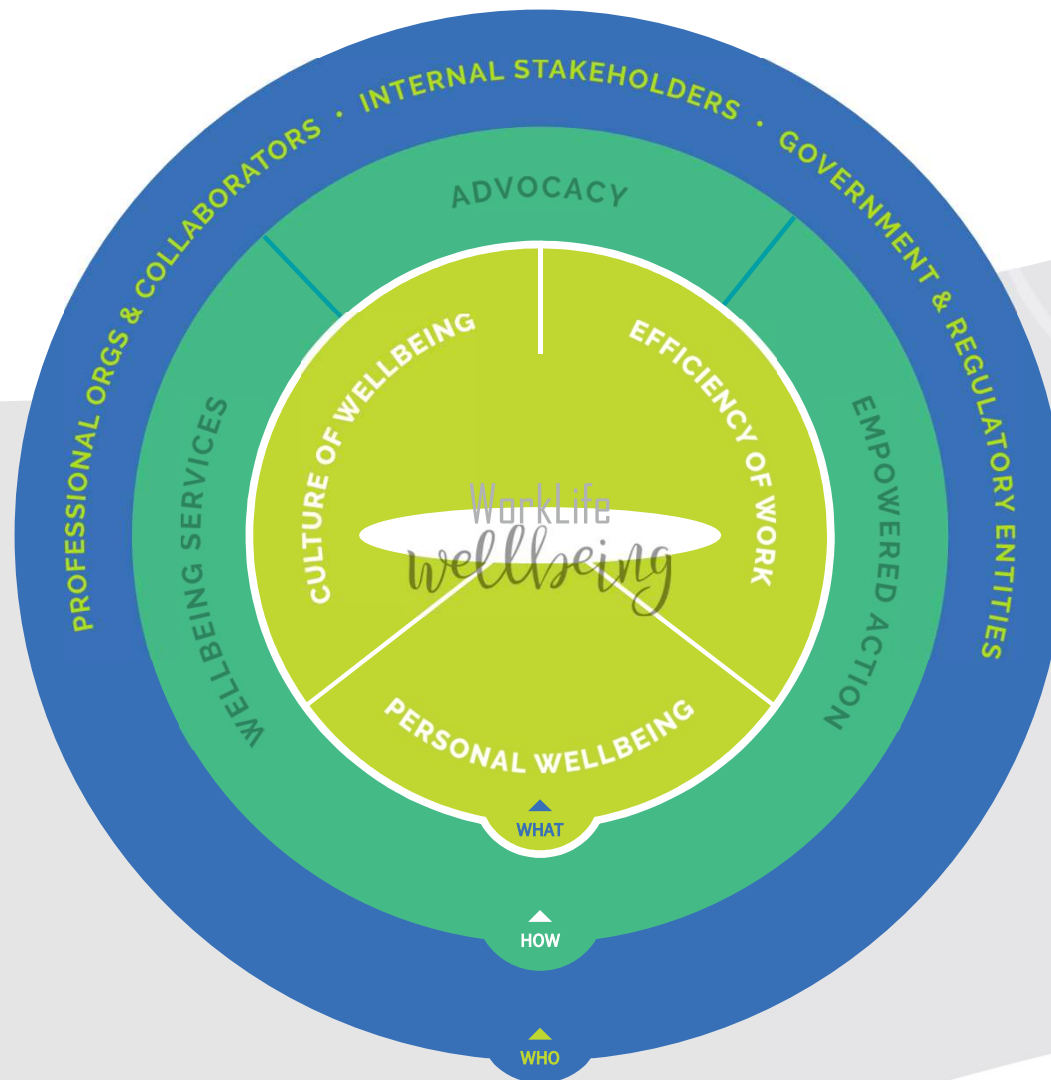 PROFESSIONAL ORGS & COLLABORATORS · INTERNAL STAKEHOLDERS · GOVERNMENT & REGULATORY ENTITIES
ADVOCACY
WELLBEING SERVICES
EMPOWERED ACTION
CULTURE OF WELLBEING
EFFICIENCY OF WORK
WorkLife
wellbeing
PERSONAL WELLBEING
WHAT
HOW
WHO